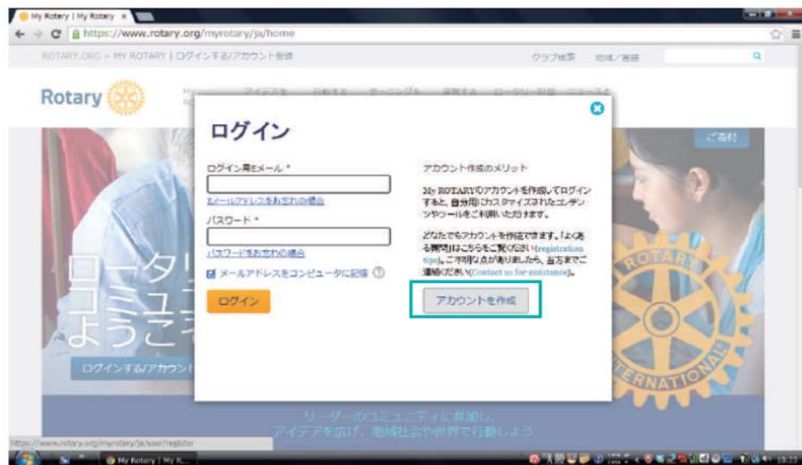 My Rotary | My Rotary
https://www.rotary.org/myrotary/ja/home
ROTARY.ORG > MY ROTARY | ログインする/アカウント登録
クラブ検索
地域/言語
Rotary
ご寄付
ログイン
ログイン用Eメール *
Eメールアドレスをお忘れの場合
パスワード *
パスワードをお忘れの場合
メールアドレスをコンピュータに記憶
ログイン
アカウント作成のメリット
My ROTARYのアカウントを作成してログイン
すると、自分用にカスタマイズされたコンテン
ツやツールをご利用いただけます。
どなたでもアカウントを作成できます。「よくあ
る質問」はこちらをご覧ください(registration
tips)。ご不明な点がありましたら、当方までご
連絡ください(Contact us for assistance)。
アカウントを作成
ログインする/アカウント
ROTARY
INTERNATIONAL
リーダーのコミュニティに参加し、
アイデアを広げ、地域社会や世界で行動しよう
https://www.rotary.org/myrotary/ja/user/register
My Rotary | My R...